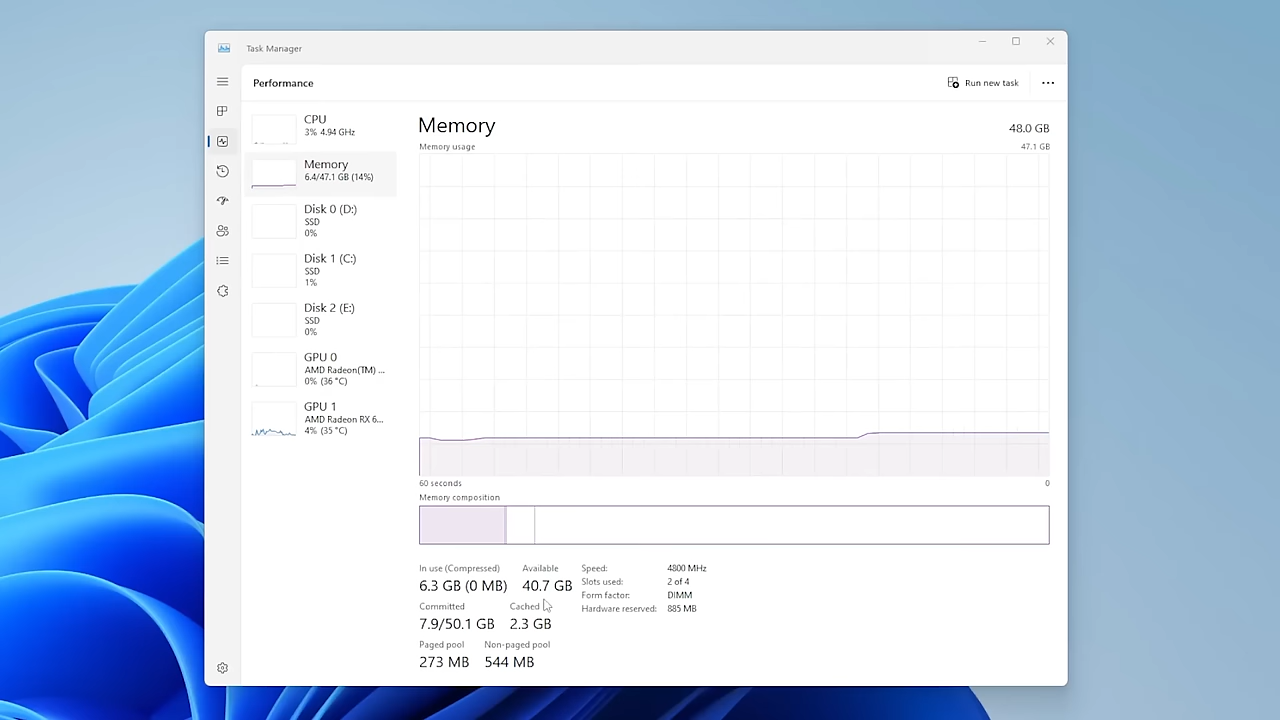 Task Manager
Performance
Run new task
CPU
3% 4.94 GHz
Memory
6.4/47.1 GB (14%)
Disk 0 (D:)
SSD
0%
Disk 1 (C:)
SSD
1%
Disk 2 (E:)
SSD
0%
GPU 0
AMD Radeon(TM) ...
0% (36 °C)
GPU 1
AMD Radeon RX 6...
4% (35 °C)
Memory
48.0 GB
Memory usage
47.1 GB
60 seconds
0
Memory composition
In use (Compressed)
Available
6.3 GB (0 MB)
40.7 GB
Committed
Cached
7.9/50.1 GB
2.3 GB
Paged pool
Non-paged pool
273 MB
544 MB
Speed: 4800 MHz
Slots used: 2 of 4
Form factor: DIMM
Hardware reserved: 885 MB